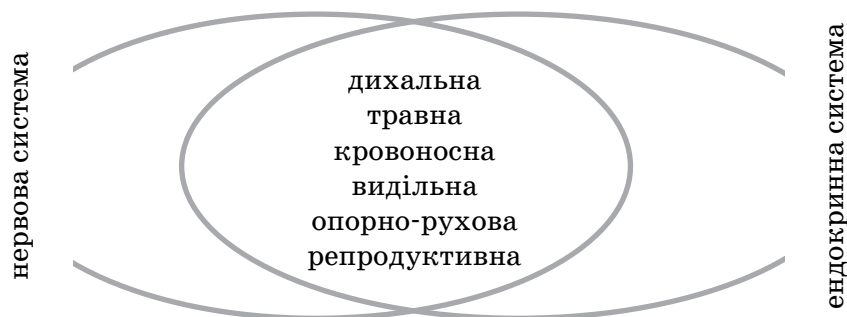 нервова система
дихальна
травна
кровоносна
видільна
опорно-рухова
репродуктивна
ендокринна система